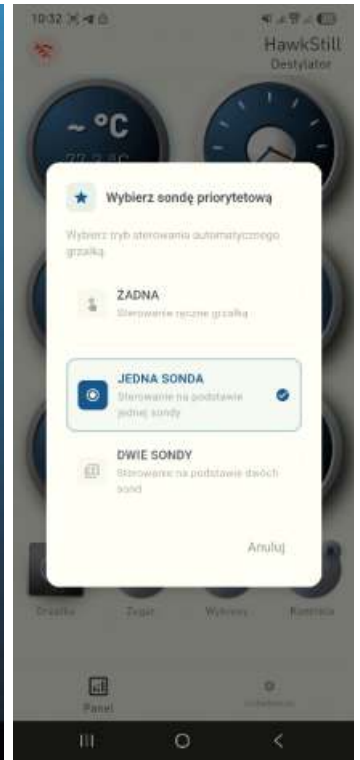 10:32
HawkStill
Destylator
~ °C
Wybierz sondę priorytetową
Wybierz tryb sterowania automatycznego
grzałką.
ŻADNA
Sterowanie ręczne grzałką
JEDNA SONDA
Sterowanie na podstawie
jednej sondy
DWIE SONDY
Sterowanie na podstawie dwóch
sond
Anuluj
Grzałka Zegar Wykresy Kontrola
Panel